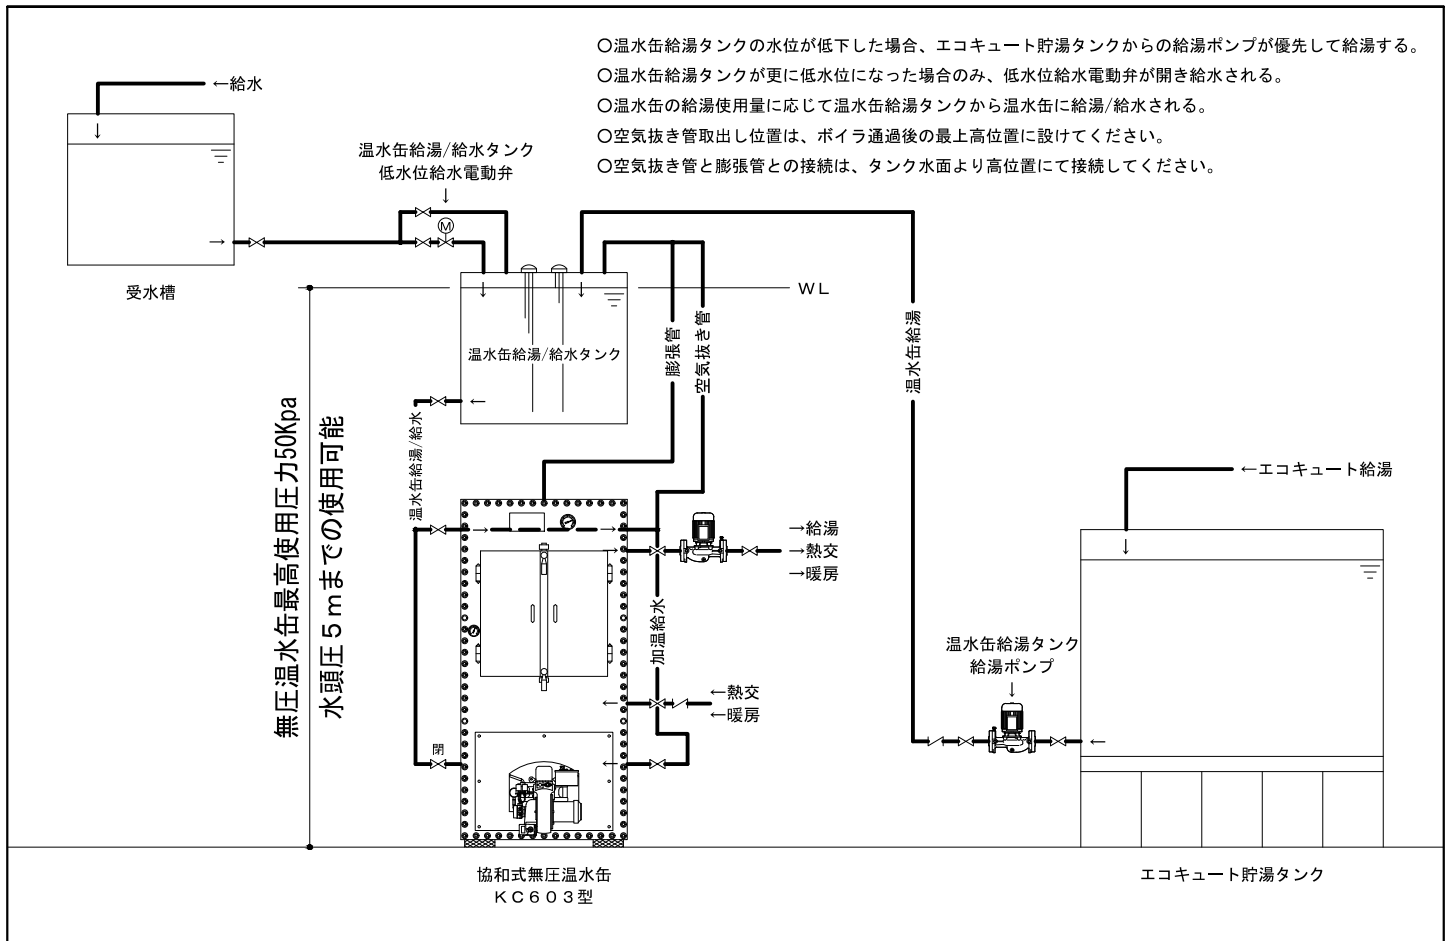 ○温水缶給湯タンクの水位が低下した場合、エコキュート貯湯タンクからの給湯ポンプが優先して給湯する。
○温水缶給湯タンクが更に低水位になった場合のみ、低水位給水電動弁が開き給水される。
○温水缶の給湯使用量に応じて温水缶給湯タンクから温水缶に給湯/給水される。
○空気抜き管取出し位置は、ボイラ通過後の最上高位置に設けてください。
○空気抜き管と膨張管との接続は、タンク水面より高位置にて接続してください。
←給水
受水槽
温水缶給湯/給水タンク
低水位給水電動弁
↓
M
WL
温水缶給湯/給水タンク
膨張管
空気抜き管
温水缶給湯
温水缶給湯/給水
無圧温水缶最高使用圧力50Kpa
水頭圧5mまでの使用可能
→給湯
→熱交
→暖房
加温給水
←熱交
←暖房
閉
協和式無圧温水缶
KC603型
←エコキュート給湯
温水缶給湯タンク
給湯ポンプ
↓
エコキュート貯湯タンク